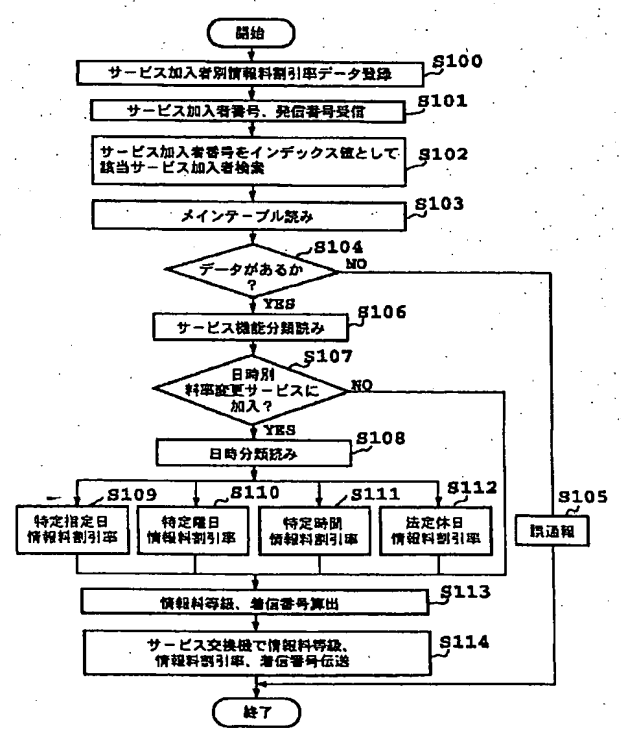 開始
サービス加入者別情報料割引率データ登録
S100
サービス加入者番号、発信番号受信
S101
サービス加入者番号をインデックス値として
該当サービス加入者検索
S102
メインテーブル読み
S103
データがあるか
?
S104
NO
YES
サービス機能分類読み
S106
日時別
料率変更サービスに
加入?
S107
NO
YES
日時分類読み
S108
特定指定日
情報料割引率
S109
特定曜日
情報料割引率
S110
特定時間
情報料割引率
S111
法定休日
情報料割引率
S112
誤通報
S105
情報料等級、着信番号算出
S113
サービス交換機で情報料等級、
情報料割引率、着信番号伝送
S114
終了